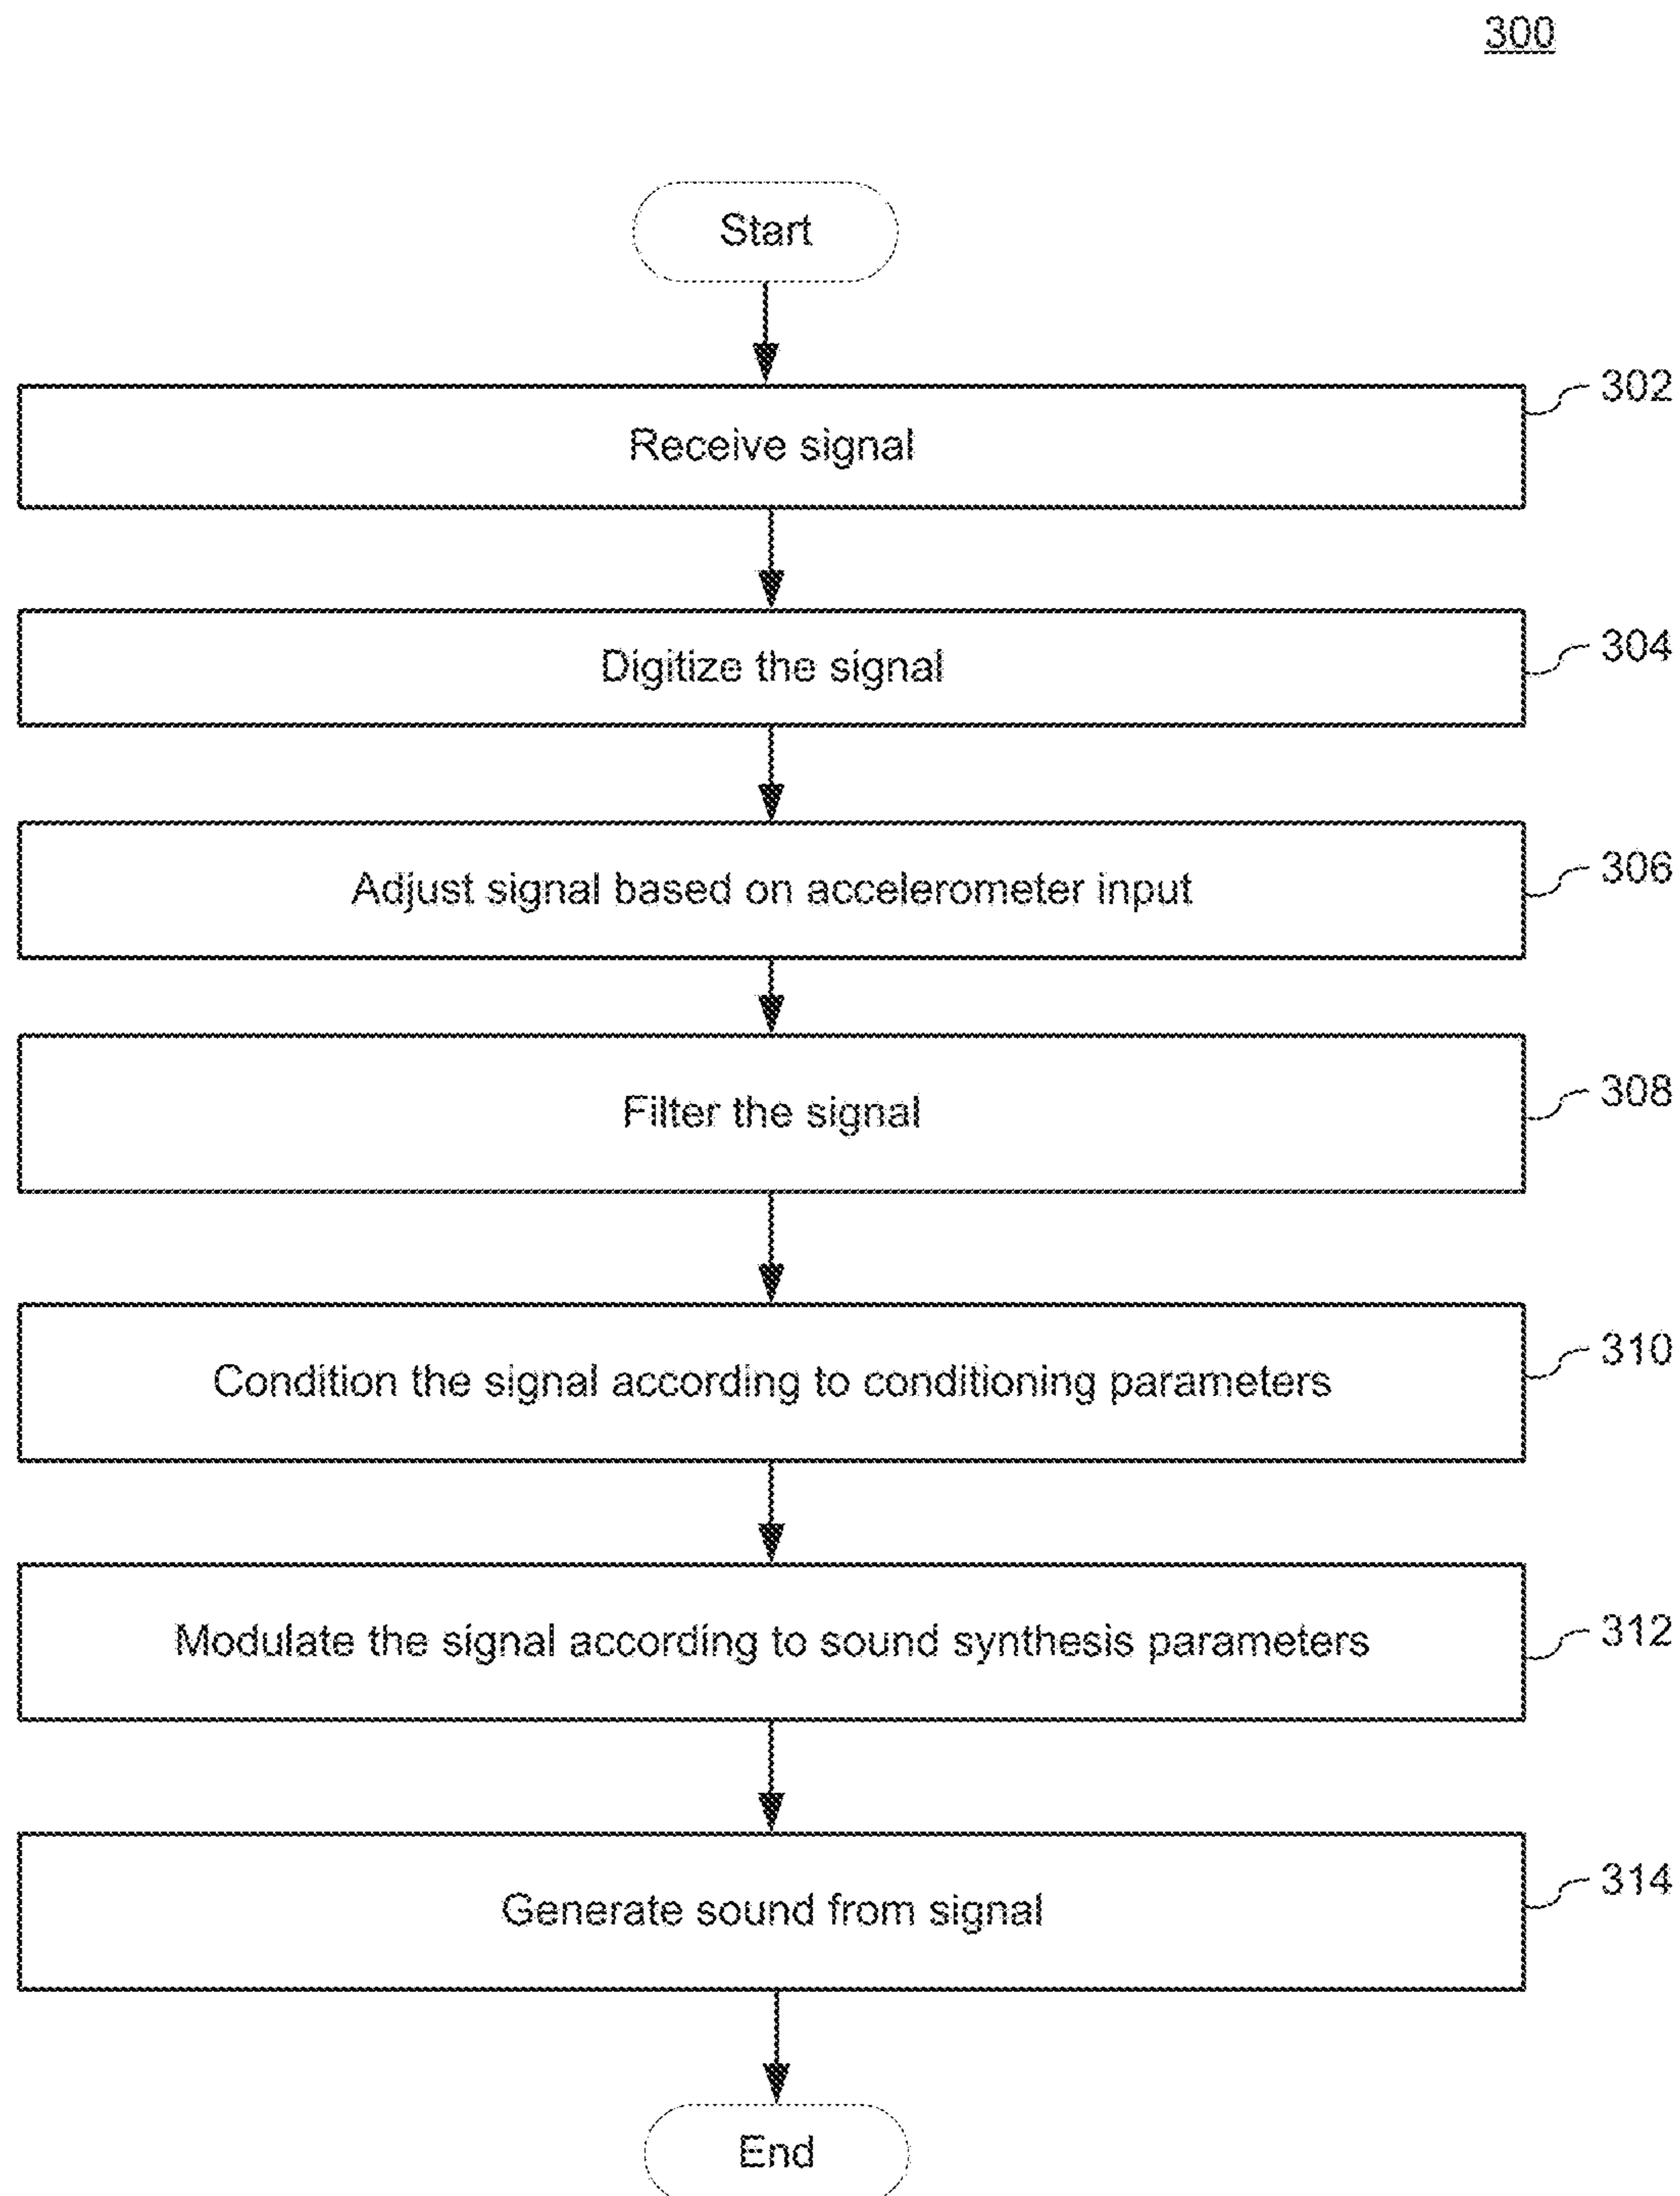 300
Start
302
Receive signal
304
Digitize the signal
306
Adjust signal based on accelerometer input
308
Filter the signal
310
Condition the signal according to conditioning parameters
312
Modulate the signal according to sound synthesis parameters
314
Generate sound from signal
End